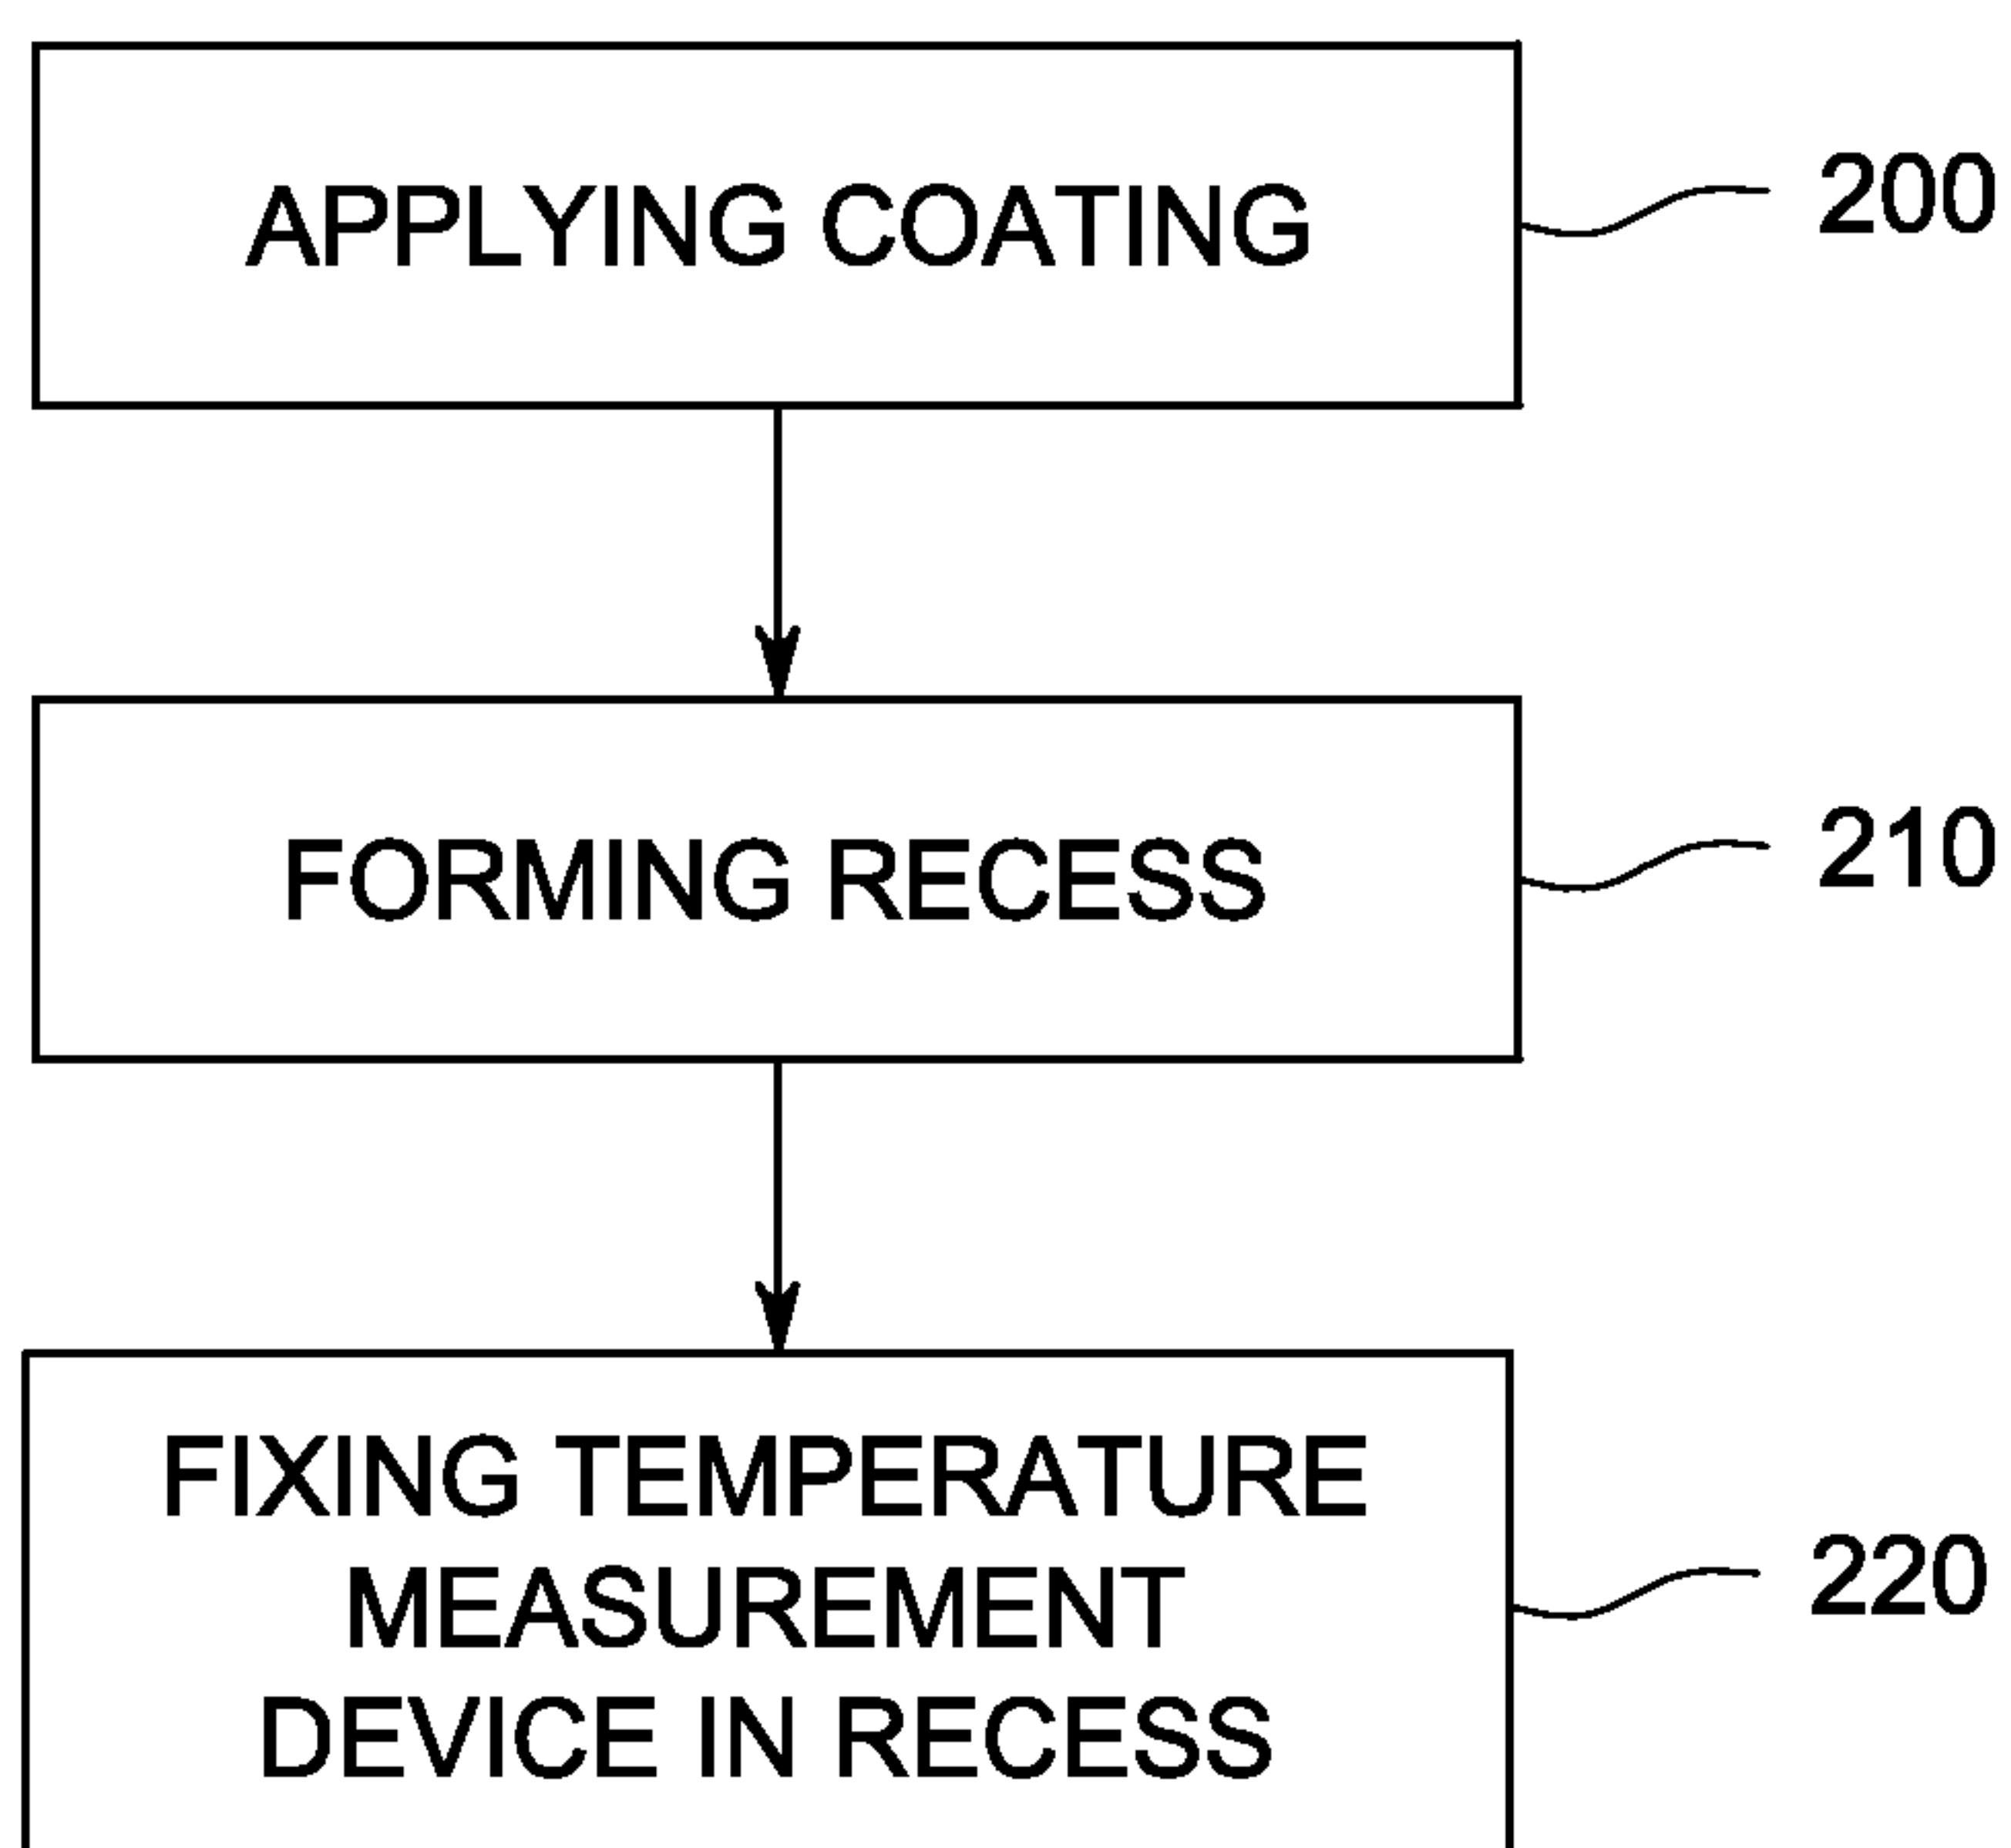 APPLYING COATING
200
FORMING RECESS
210
FIXING TEMPERATURE
MEASUREMENT
DEVICE IN RECESS
220